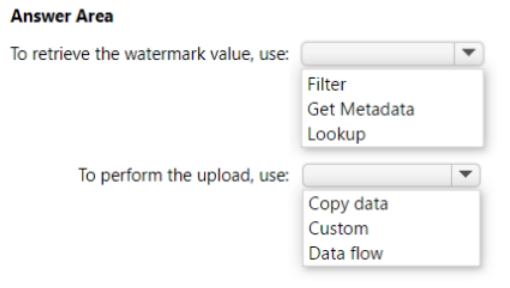 Answer Area
To retrieve the watermark value, use:
Filter
Get Metadata
Lookup
To perform the upload, use:
Copy data
Custom
Data flow